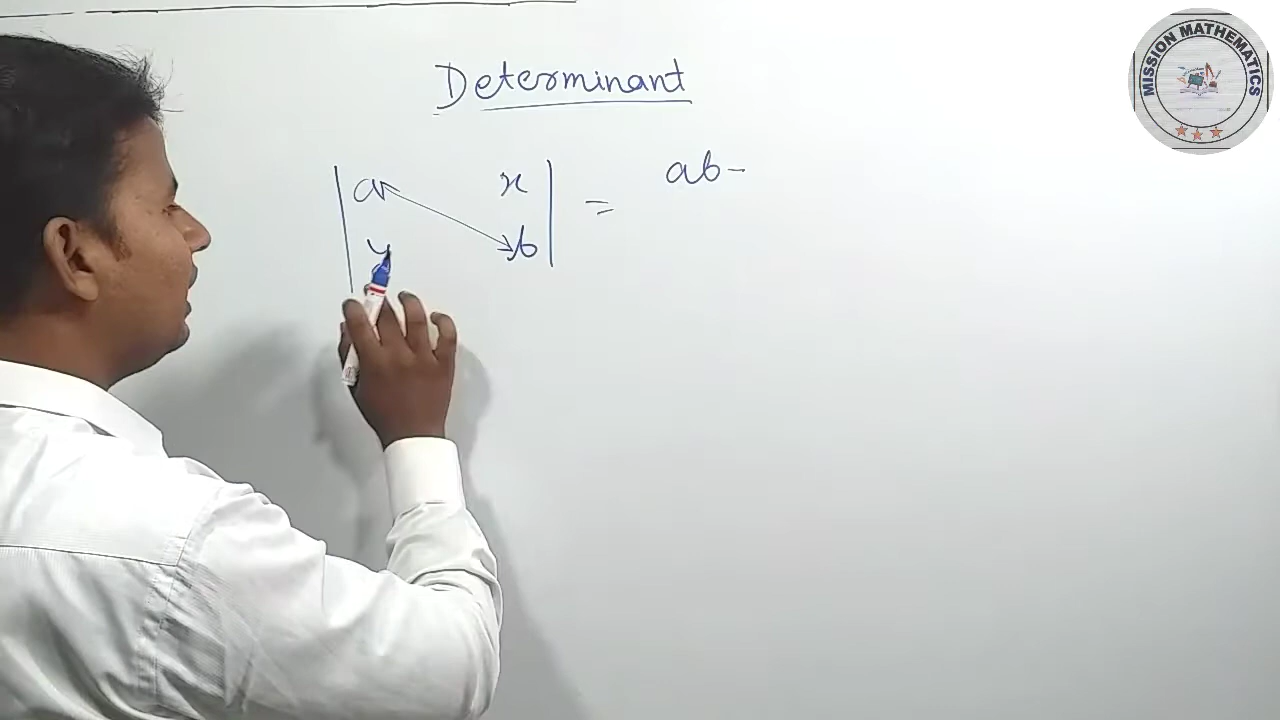 Determinant
| a x | = ab -
| y b |
MISSION MATHEMATICS